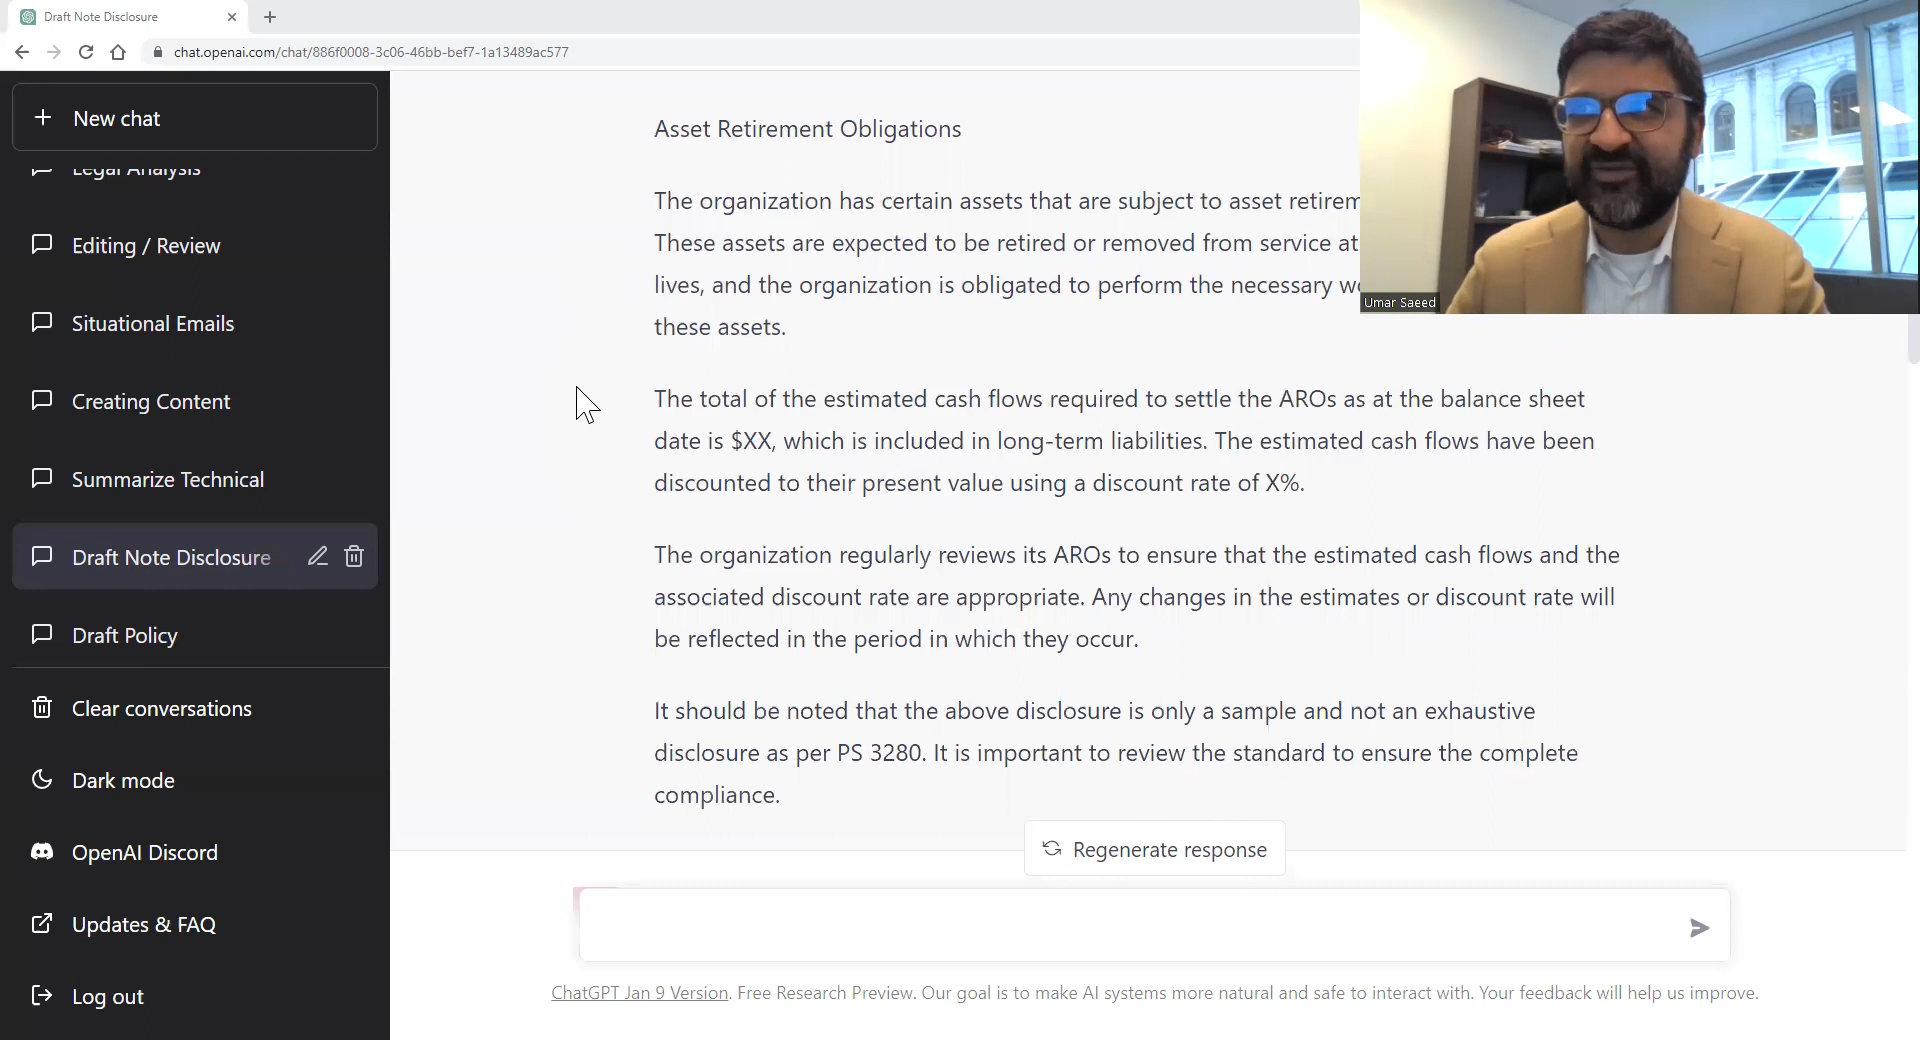 Draft Note Disclosure
chat.openai.com/chat/886f0008-3c06-46bb-bef7-1a13489ac577
New chat
Legal Analysis
Editing / Review
Situational Emails
Creating Content
Summarize Technical
Draft Note Disclosure
Draft Policy
Clear conversations
Dark mode
OpenAI Discord
Updates & FAQ
Log out
Asset Retirement Obligations
The organization has certain assets that are subject to asset retirem
These assets are expected to be retired or removed from service at
lives, and the organization is obligated to perform the necessary
these assets.
The total of the estimated cash flows required to settle the AROs as at the balance sheet
date is $XX, which is included in long-term liabilities. The estimated cash flows have been
discounted to their present value using a discount rate of X%.
The organization regularly reviews its AROs to ensure that the estimated cash flows and the
associated discount rate are appropriate. Any changes in the estimates or discount rate will
be reflected in the period in which they occur.
It should be noted that the above disclosure is only a sample and not an exhaustive
disclosure as per PS 3280. It is important to review the standard to ensure the complete
compliance.
Regenerate response
ChatGPT Jan 9 Version. Free Research Preview. Our goal is to make AI systems more natural and safe to interact with. Your feedback will help us improve.
Umar Saeed